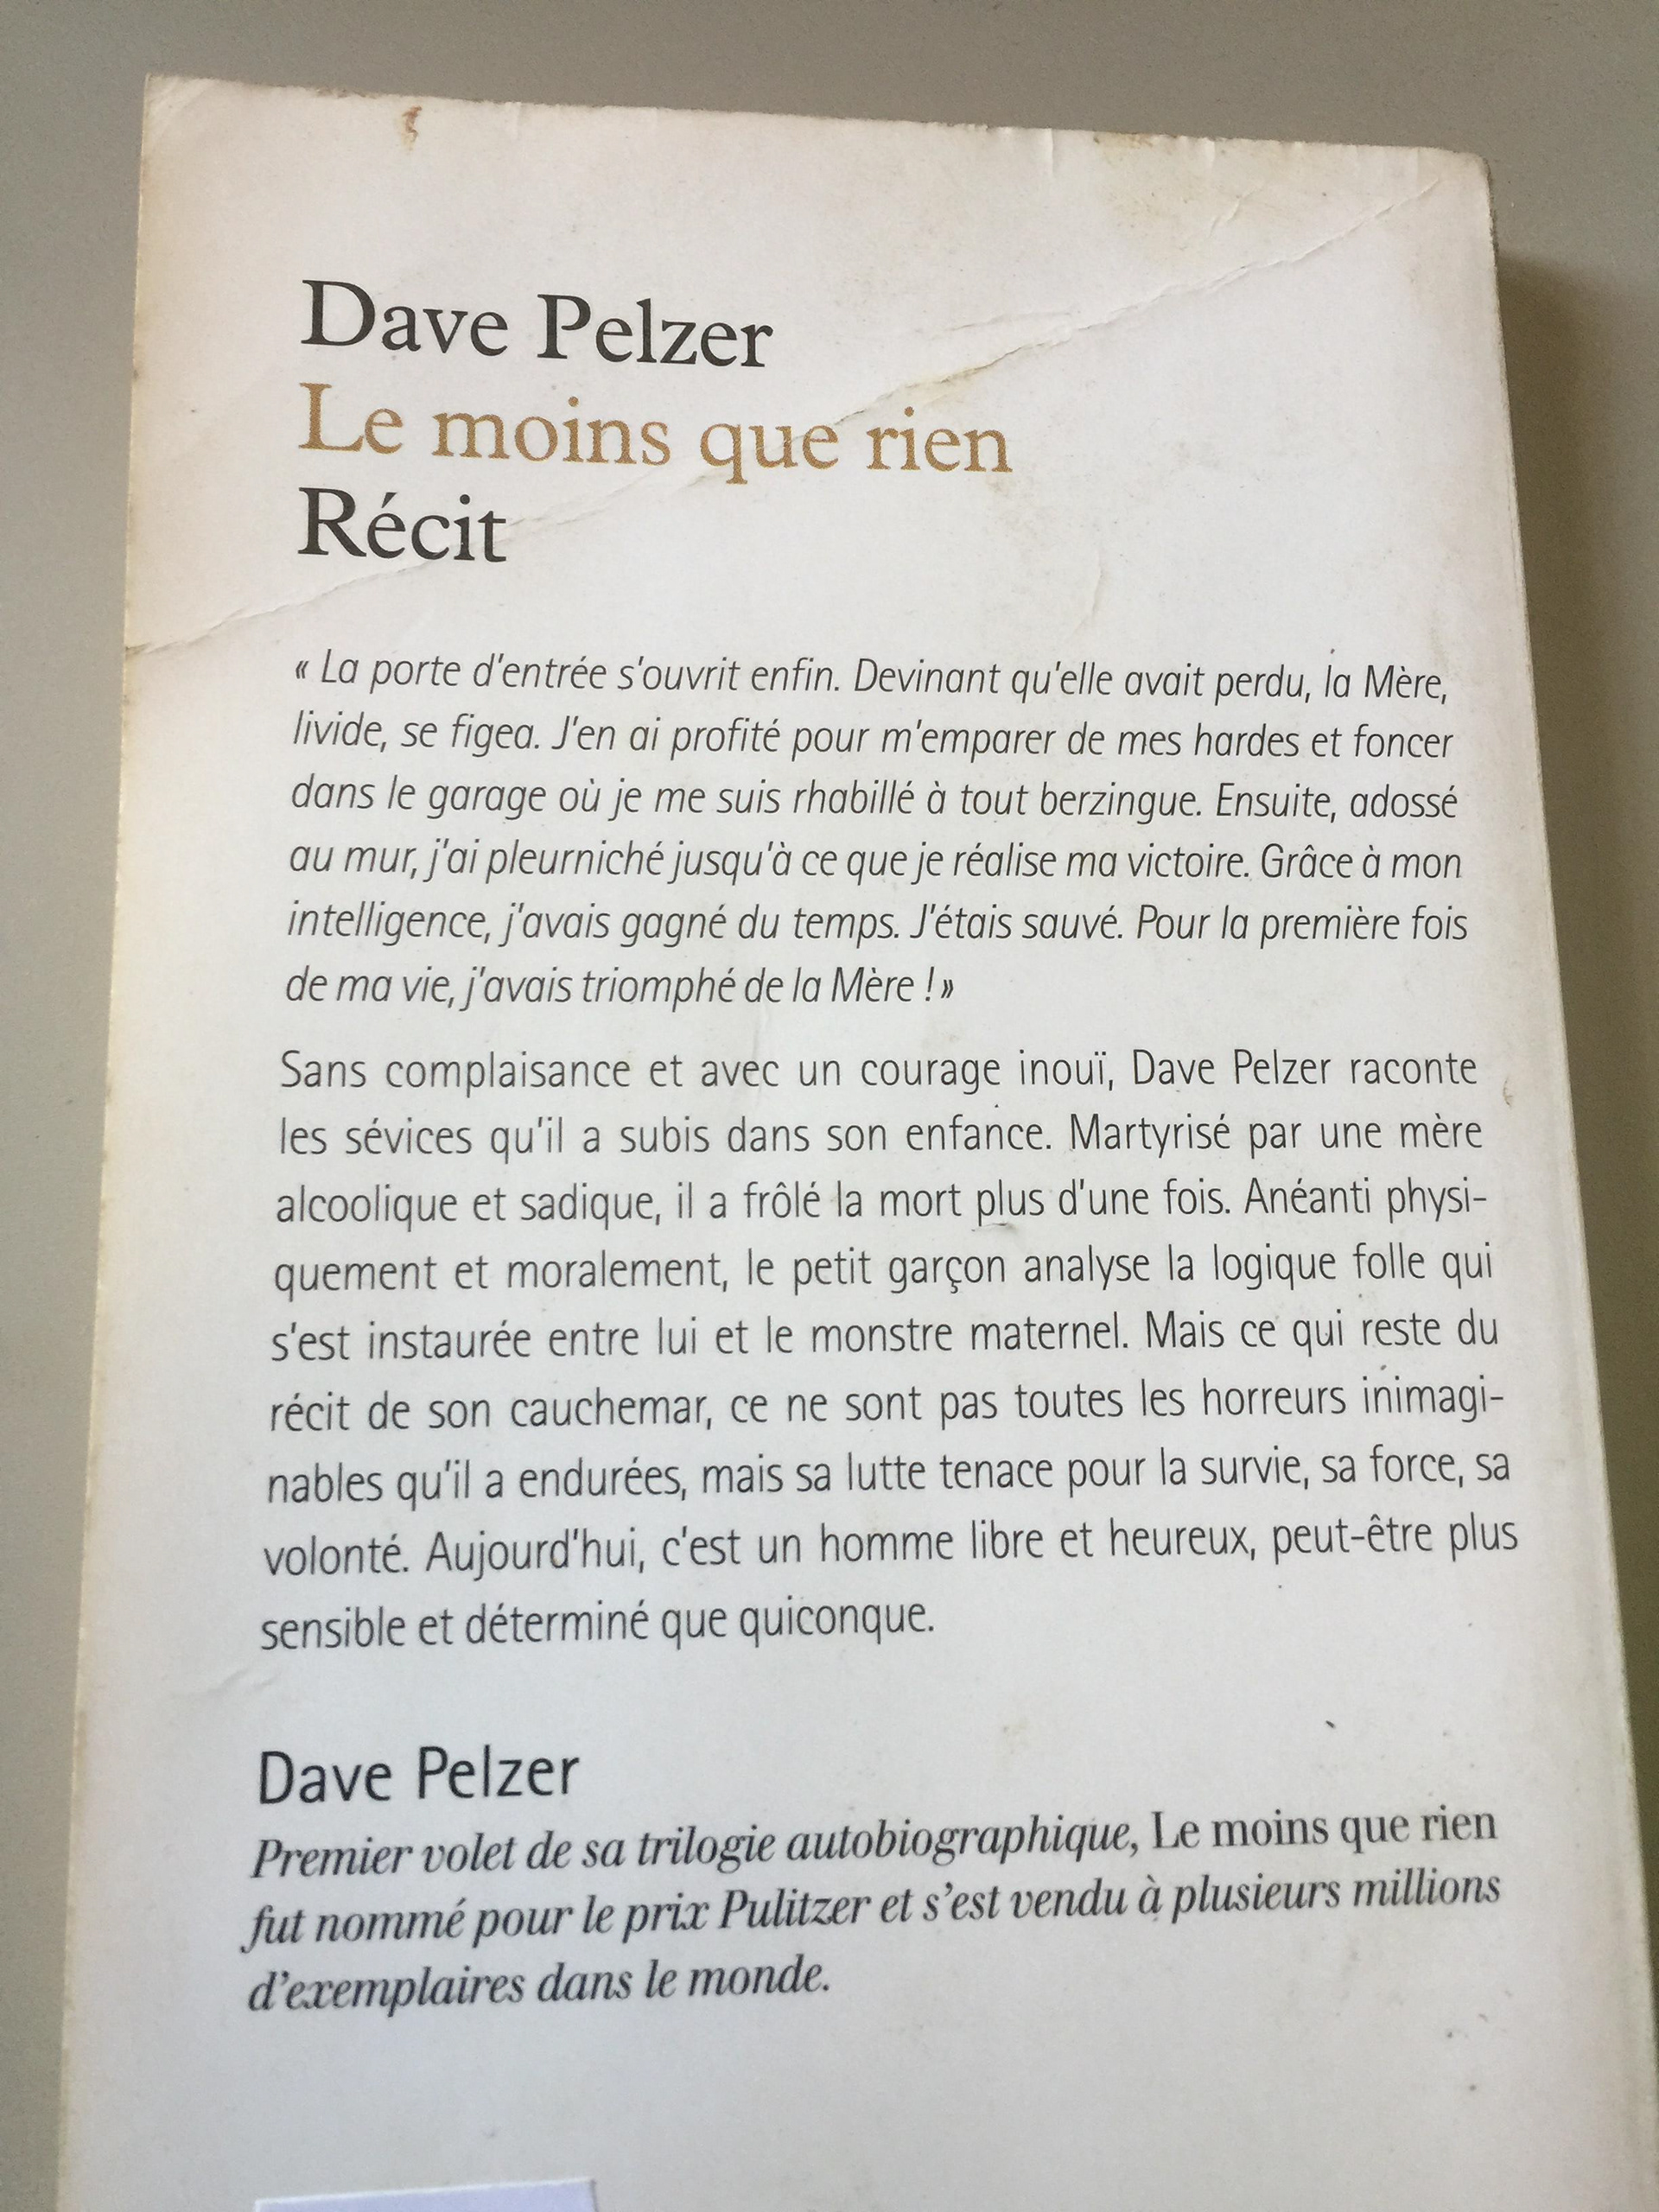 Dave Pelzer
Le moins que rien
Récit
« La porte d'entrée s'ouvrit enfin. Devinant qu'elle avait perdu, la Mère,
livide, se figea. J'en ai profité pour m'emparer de mes hardes et foncer
dans le garage où je me suis rhabillé à tout berzingue. Ensuite, adossé
au mur, j'ai pleurniché jusqu'à ce que je réalise ma victoire. Grâce à mon
intelligence, j'avais gagné du temps. J'étais sauvé. Pour la première fois
de ma vie, j'avais triomphé de la Mère ! »
Sans complaisance et avec un courage inouï, Dave Pelzer raconte
les sévices qu'il a subis dans son enfance. Martyrisé par une mère
alcoolique et sadique, il a frôlé la mort plus d'une fois. Anéanti physi-
quement et moralement, le petit garçon analyse la logique folle qui
s'est instaurée entre lui et le monstre maternel. Mais ce qui reste du
récit de son cauchemar, ce ne sont pas toutes les horreurs inimagi-
nables qu'il a endurées, mais sa lutte tenace pour la survie, sa force, sa
volonté. Aujourd'hui, c'est un homme libre et heureux, peut-être plus
sensible et déterminé que quiconque.
Dave Pelzer
Premier volet de sa trilogie autobiographique, Le moins que rien
fut nommé pour le prix Pulitzer et s'est vendu à plusieurs millions
d'exemplaires dans le monde.